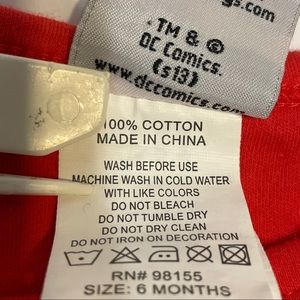 gs.com
TM & ©
DC Comics.
(s13)
www.dccomics.com
100% COTTON
MADE IN CHINA
WASH BEFORE USE
MACHINE WASH IN COLD WATER
WITH LIKE COLORS
DO NOT BLEACH
DO NOT TUMBLE DRY
DO NOT DRY CLEAN
DO NOT IRON ON DECORATION
RN# 98155
SIZE: 6 MONTHS